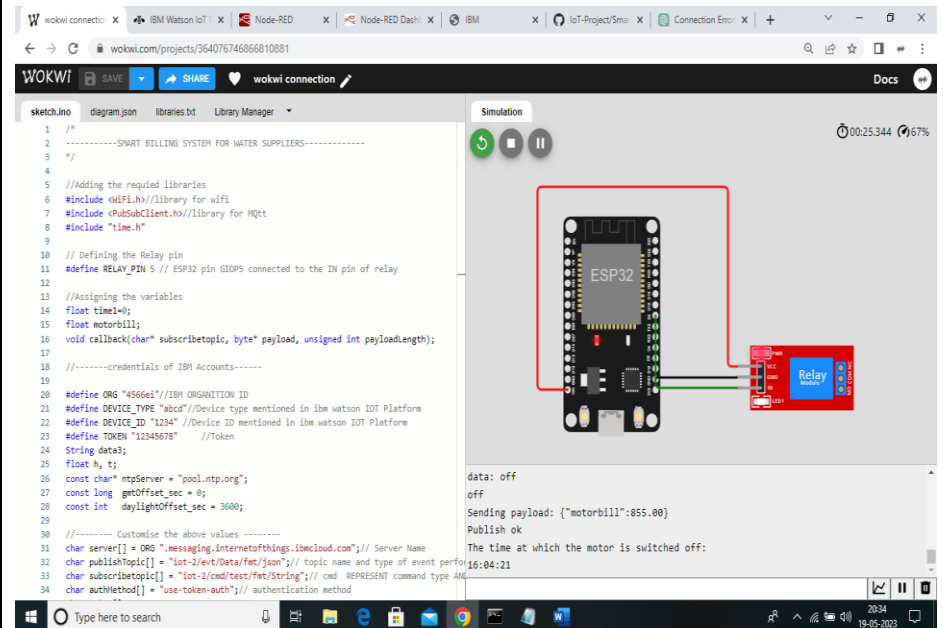 wokwi connectio
IBM Watson IoT P
Node-RED
Node-RED Dashb
IBM
IoT-Project/Smar
Connection Error
wokwi.com/projects/364076746866810881
WOKWi SAVE SHARE wokwi connection Docs
sketch.ino diagram.json libraries.txt Library Manager
Simulation
00:25.344 67%
1 /*
2 -----------SMART BILLING SYSTEM FOR WATER SUPPLIERS-------------
3 */
4
5 //Adding the requied libraries
6 #include <WiFi.h>//library for wifi
7 #include <PubSubClient.h>//library for MQtt
8 #include "time.h"
9
10 // Defining the Relay pin
11 #define RELAY_PIN 5 // ESP32 pin GIOP5 connected to the IN pin of relay
12
13 //Assigning the variables
14 float time1=0;
15 float motorbill;
16 void callback(char* subscribetopic, byte* payload, unsigned int payloadLength);
17
18 //-------credentials of IBM Accounts------
19
20 #define ORG "4566ei"//IBM ORGANITION ID
21 #define DEVICE_TYPE "abcd"//Device type mentioned in ibm watson IOT Platform
22 #define DEVICE_ID "1234" //Device ID mentioned in ibm watson IOT Platform
23 #define TOKEN "12345678" //Token
24 String data3;
25 float h, t;
26 const char* ntpServer = "pool.ntp.org";
27 const long gmtOffset_sec = 0;
28 const int daylightOffset_sec = 3600;
29
30 //-------- Customise the above values --------
31 char server[] = ORG ".messaging.internetofthings.ibmcloud.com";// Server Name
32 char publishTopic[] = "iot-2/evt/Data/fmt/json";// topic name and type of event perfo
33 char subscribetopic[] = "iot-2/cmd/test/fmt/String";// cmd REPRESENT command type AND
34 char authMethod[] = "use-token-auth";// authentication method
ESP32
PWR
VCC
GND
IN
LED1
Relay
Module
NO COM NC
data: off
off
Sending payload: {"motorbill":855.00}
Publish ok
The time at which the motor is switched off:
16:04:21
Type here to search
20:34
19-05-2023